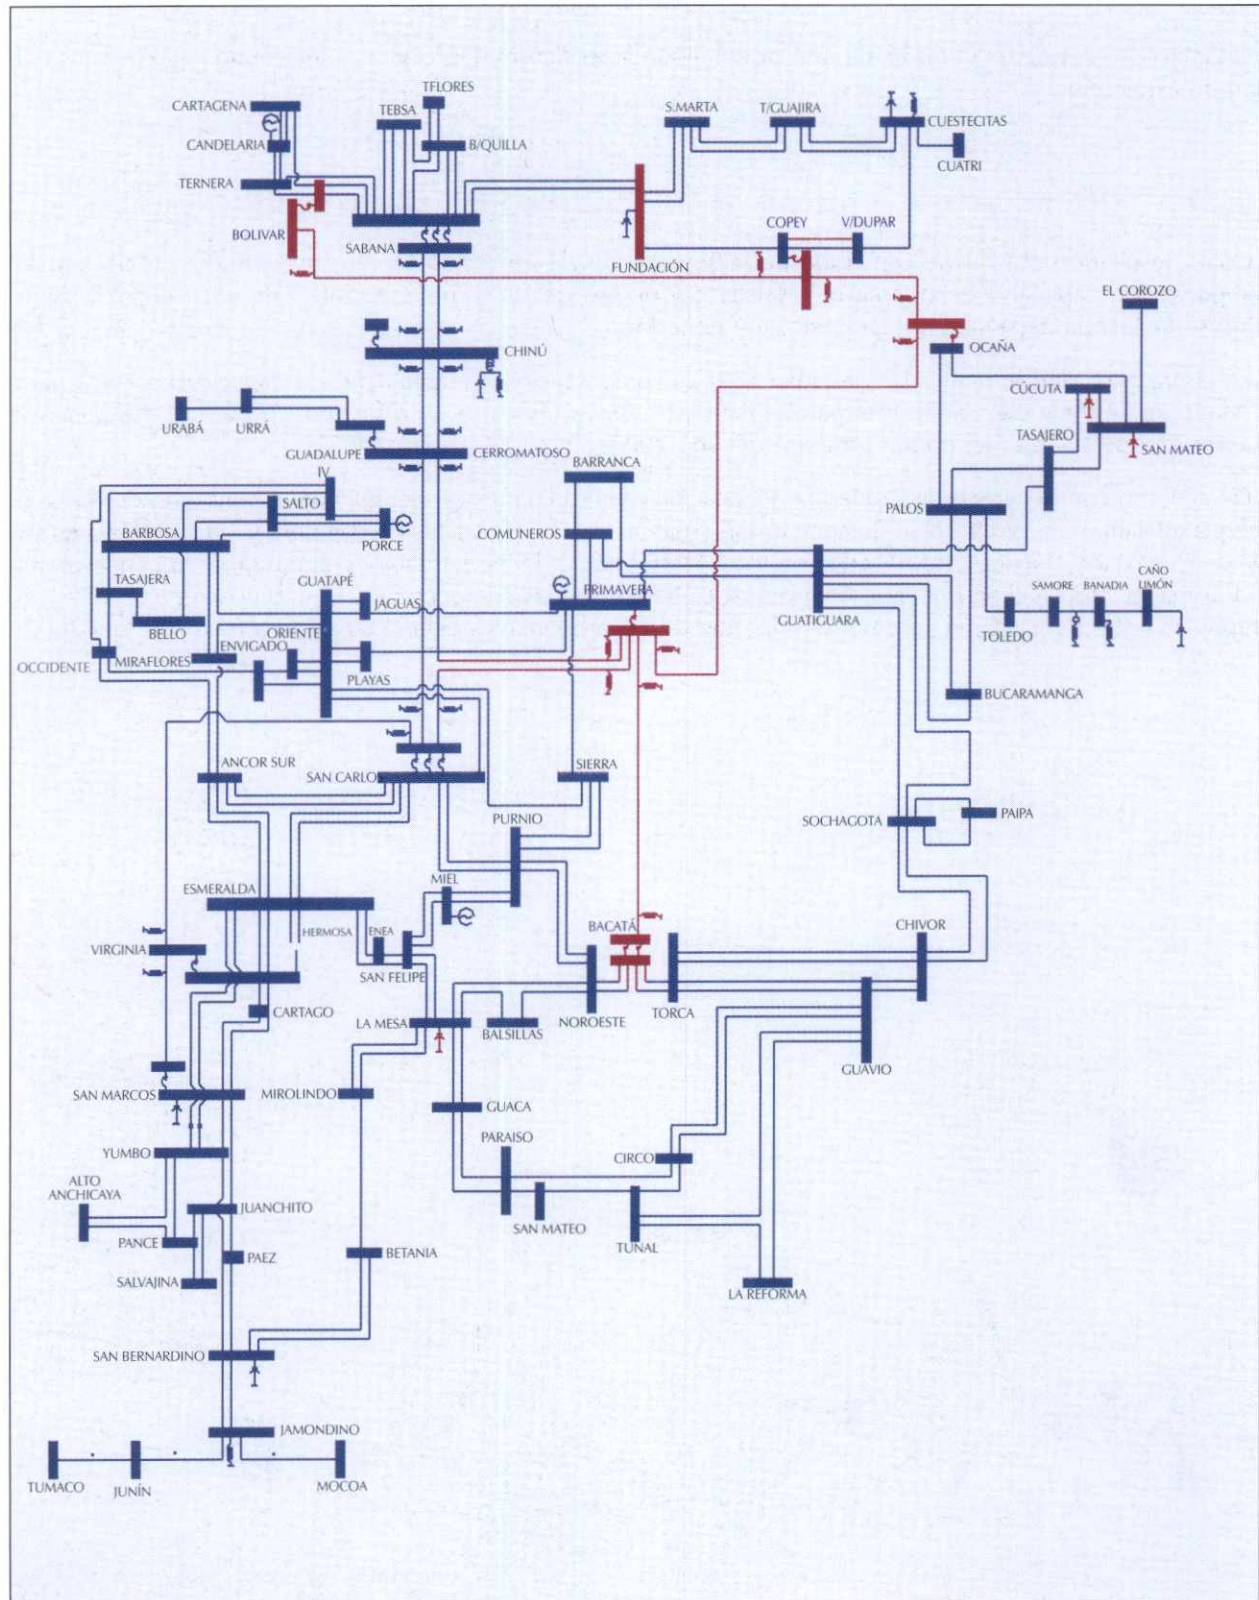 TFLORES
CARTAGENA
TEBSA
S.MARTA
T/GUAJIRA
CUESTECITAS
CANDELARIA
B/QUILLA
CUATRI
TERNERA
BOLIVAR
COPEY
V/DUPAR
SABANA
FUNDACIÓN
EL COROZO
OCAÑA
CHINÚ
CÚCUTA
URABÁ
URRÁ
TASAJERO
GUADALUPE
IV
CERROMATOSO
SAN MATEO
BARRANCA
SALTO
PALOS
BARBOSA
PORCE
COMUNEROS
TASAJERA
GUATAPÉ
JAGUAS
PRIMAVERA
CAÑO
LIMÓN
SAMORE
BANADIA
BELLO
ORIENTE
GUATIGUARA
TOLEDO
ENVIGADO
OCCIDENTE
MIRAFLORES
PLAYAS
BUCARAMANGA
ANCOR SUR
SAN CARLOS
SIERRA
PURNIO
SOCHAGOTA
PAIPA
ESMERALDA
MIEL
HERMOSA
ENEA
BACATÁ
CHIVOR
VIRGINIA
SAN FELIPE
CARTAGO
LA MESA
BALSILLAS
NOROESTE
TORCA
GUAVIO
SAN MARCOS
MIROLINDO
GUACA
YUMBO
PARAISO
CIRCO
ALTO
ANCHICAYA
JUANCHITO
SAN MATEO
PANCE
PAEZ
BETANIA
TUNAL
SALVAJINA
LA REFORMA
SAN BERNARDINO
JAMONDINO
TUMACO
JUNÍN
MOCOA